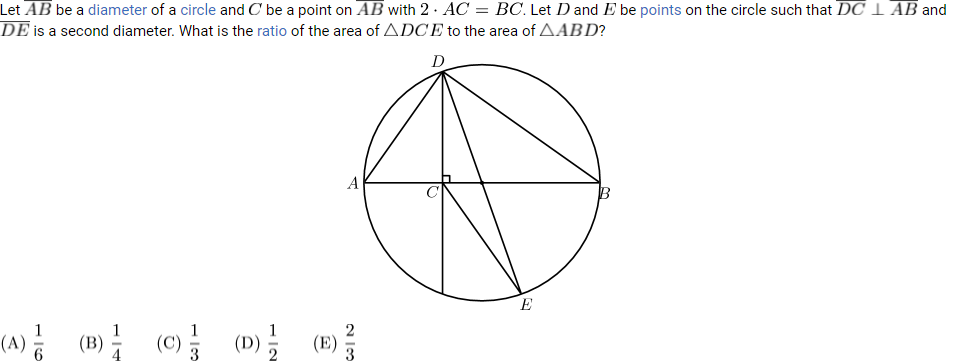 Let AB be a diameter of a circle and C be a point on AB with 2 · AC = BC. Let D and E be points on the circle such that DC ⊥ AB and
DE is a second diameter. What is the ratio of the area of △DCE to the area of △ABD?
D
A
C
B
E
(A) 1/6 (B) 1/4 (C) 1/3 (D) 1/2 (E) 2/3